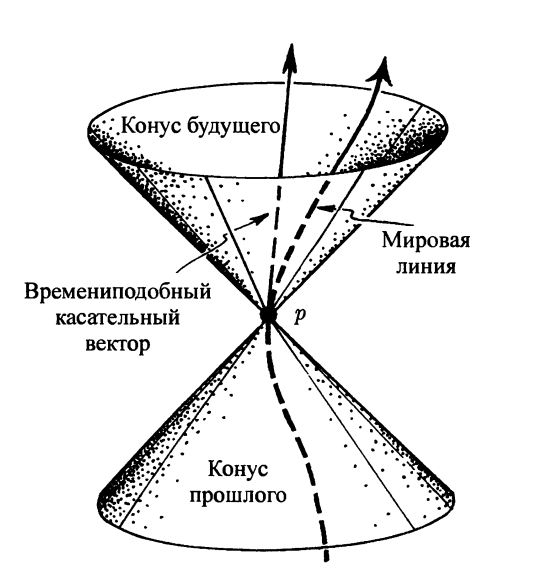 Конус будущего
Мировая
линия
Времениподобный
касательный
вектор
p
Конус
прошлого